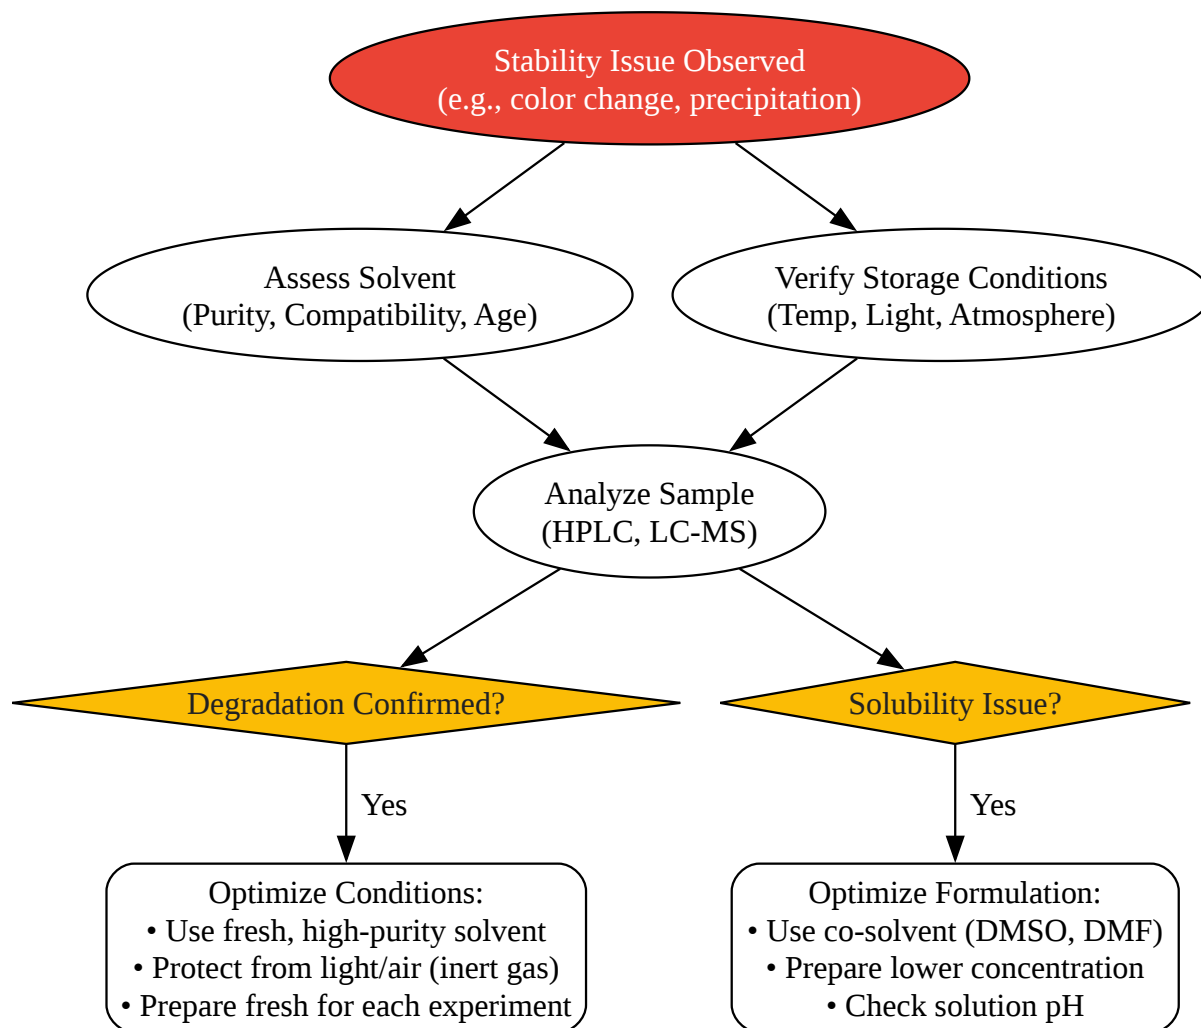 Stability Issue Observed
(e.g., color change, precipitation)
Assess Solvent
(Purity, Compatibility, Age)
Verify Storage Conditions
(Temp, Light, Atmosphere)
Analyze Sample
(HPLC, LC-MS)
Degradation Confirmed?
Solubility Issue?
Yes
Yes
Optimize Conditions:
• Use fresh, high-purity solvent
• Protect from light/air (inert gas)
• Prepare fresh for each experiment
Optimize Formulation:
• Use co-solvent (DMSO, DMF)
• Prepare lower concentration
• Check solution pH